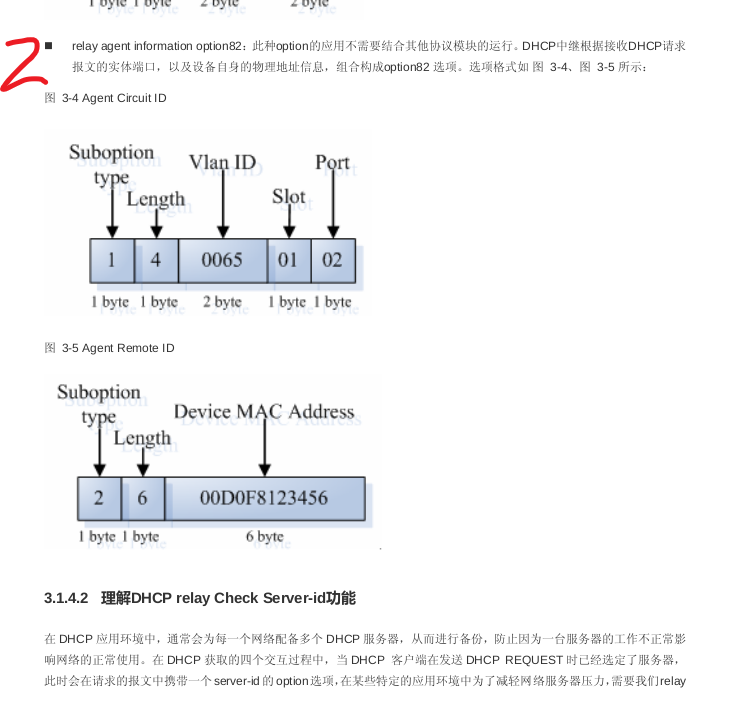 1 byte 1 byte 2 byte 2 byte
2
■ relay agent information option82：此种option的应用不需要结合其他协议模块的运行。DHCP中继根据接收DHCP请求
报文的实体端口，以及设备自身的物理地址信息，组合构成option82 选项。选项格式如 图 3-4、图 3-5 所示：
图 3-4 Agent Circuit ID
Suboption type
Length
Vlan ID
Slot
Port
1 4 0065 01 02
1 byte 1 byte 2 byte 1 byte 1 byte
图 3-5 Agent Remote ID
Suboption type
Length
Device MAC Address
2 6 00D0F8123456
1 byte 1 byte 6 byte
3.1.4.2 理解DHCP relay Check Server-id功能
在 DHCP 应用环境中，通常会为每一个网络配备多个 DHCP 服务器，从而进行备份，防止因为一台服务器的工作不正常影
响网络的正常使用。在 DHCP 获取的四个交互过程中，当 DHCP 客户端在发送 DHCP REQUEST 时已经选定了服务器，
此时会在请求的报文中携带一个 server-id 的 option 选项，在某些特定的应用环境中为了减轻网络服务器压力，需要我们relay